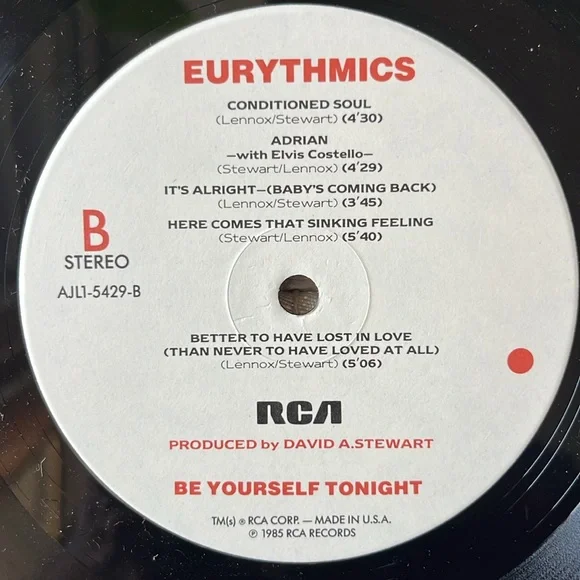 EURYTHMICS
CONDITIONED SOUL
(Lennox/Stewart) (4'30)
ADRIAN
—with Elvis Costello—
(Stewart/Lennox) (4'29)
IT'S ALRIGHT—(BABY'S COMING BACK)
(Lennox/Stewart) (3'45)
HERE COMES THAT SINKING FEELING
(Stewart/Lennox) (5'40)
B
STEREO
AJL1-5429-B
BETTER TO HAVE LOST IN LOVE
(THAN NEVER TO HAVE LOVED AT ALL)
(Lennox/Stewart) (5'06)
RCA
PRODUCED by DAVID A.STEWART
BE YOURSELF TONIGHT
TM(s) ® RCA CORP. — MADE IN U.S.A.
℗ 1985 RCA RECORDS